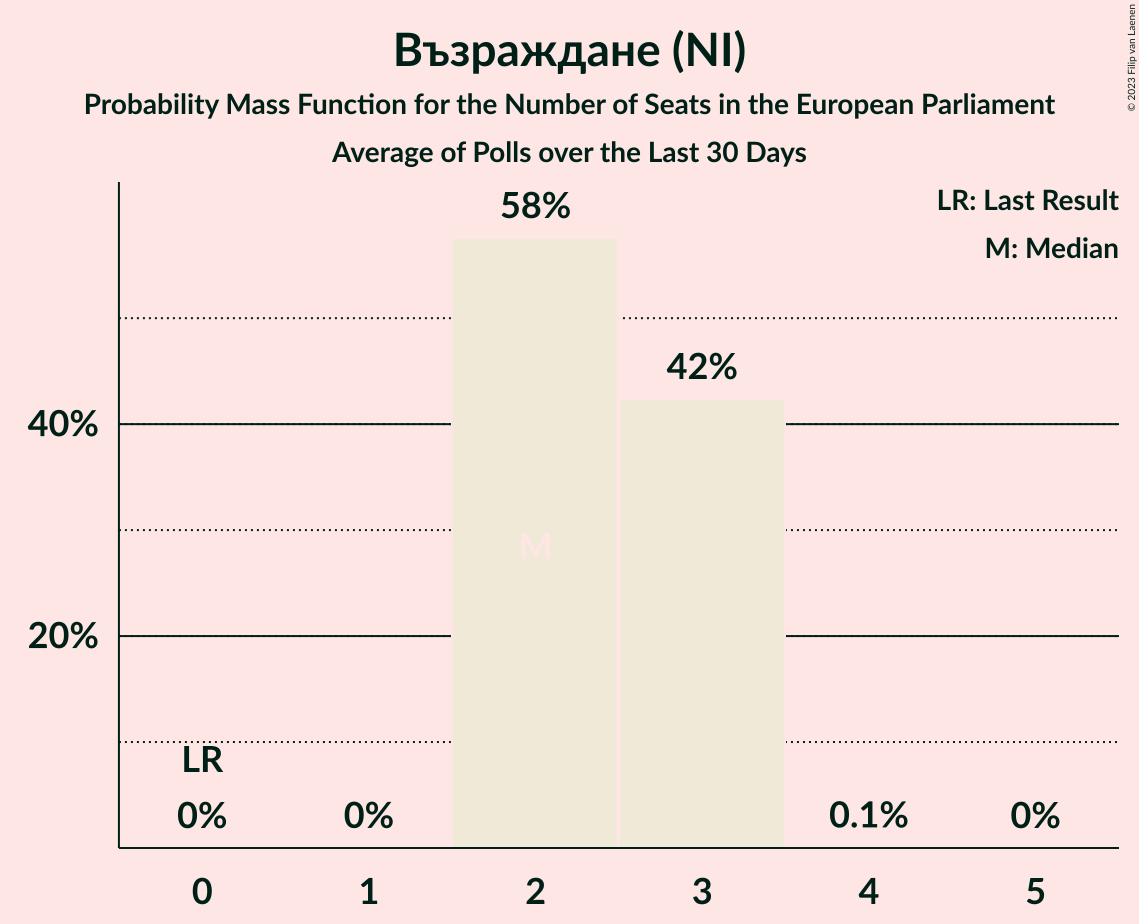 Възраждане (NI)
Probability Mass Function for the Number of Seats in the European Parliament
Average of Polls over the Last 30 Days
© 2023 Filip van Laenen
LR: Last Result
M: Median
58%
42%
40%
M
20%
LR
0%
0%
0.1%
0%
0
1
2
3
4
5